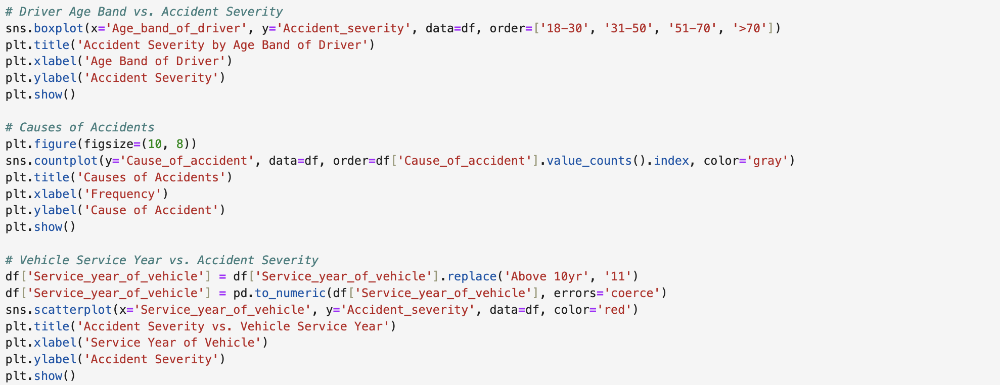 # Driver Age Band vs. Accident Severity
sns.boxplot(x='Age_band_of_driver', y='Accident_severity', data=df, order=['18-30', '31-50', '51-70', '>70'])
plt.title('Accident Severity by Age Band of Driver')
plt.xlabel('Age Band of Driver')
plt.ylabel('Accident Severity')
plt.show()

# Causes of Accidents
plt.figure(figsize=(10, 8))
sns.countplot(y='Cause_of_accident', data=df, order=df['Cause_of_accident'].value_counts().index, color='gray')
plt.title('Causes of Accidents')
plt.xlabel('Frequency')
plt.ylabel('Cause of Accident')
plt.show()

# Vehicle Service Year vs. Accident Severity
df['Service_year_of_vehicle'] = df['Service_year_of_vehicle'].replace('Above 10yr', '11')
df['Service_year_of_vehicle'] = pd.to_numeric(df['Service_year_of_vehicle'], errors='coerce')
sns.scatterplot(x='Service_year_of_vehicle', y='Accident_severity', data=df, color='red')
plt.title('Accident Severity vs. Vehicle Service Year')
plt.xlabel('Service Year of Vehicle')
plt.ylabel('Accident Severity')
plt.show()